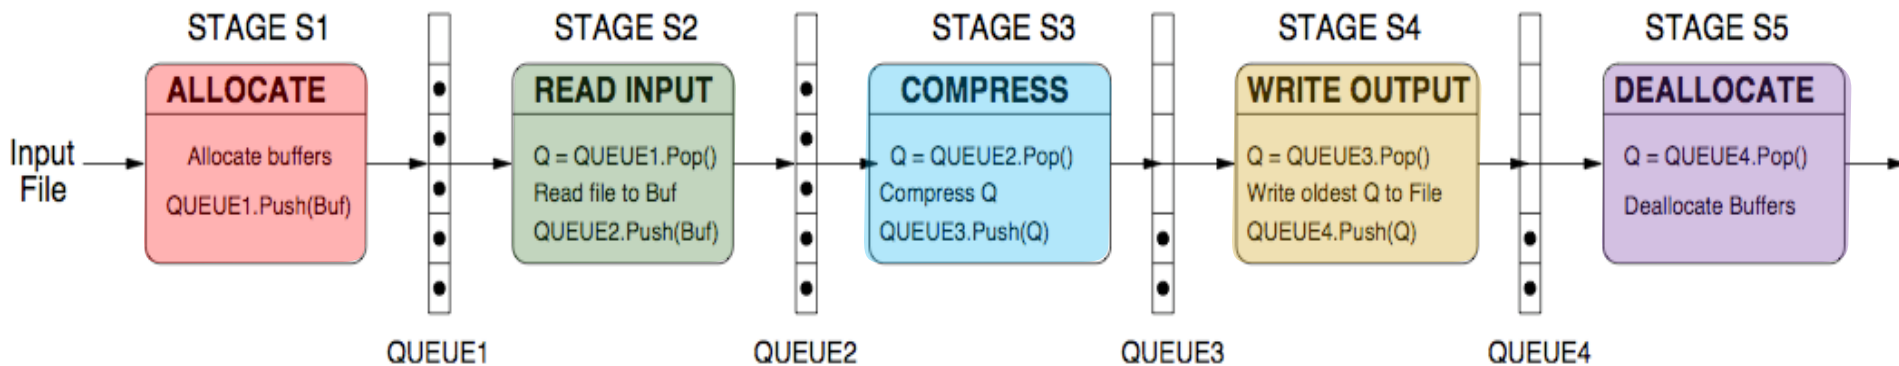 STAGE S1
STAGE S2
STAGE S3
STAGE S4
STAGE S5
Input
File
ALLOCATE
Allocate buffers
QUEUE1.Push(Buf)
READ INPUT
Q = QUEUE1.Pop()
Read file to Buf
QUEUE2.Push(Buf)
COMPRESS
Q = QUEUE2.Pop()
Compress Q
QUEUE3.Push(Q)
WRITE OUTPUT
Q = QUEUE3.Pop()
Write oldest Q to File
QUEUE4.Push(Q)
DEALLOCATE
Q = QUEUE4.Pop()
Deallocate Buffers
QUEUE1
QUEUE2
QUEUE3
QUEUE4